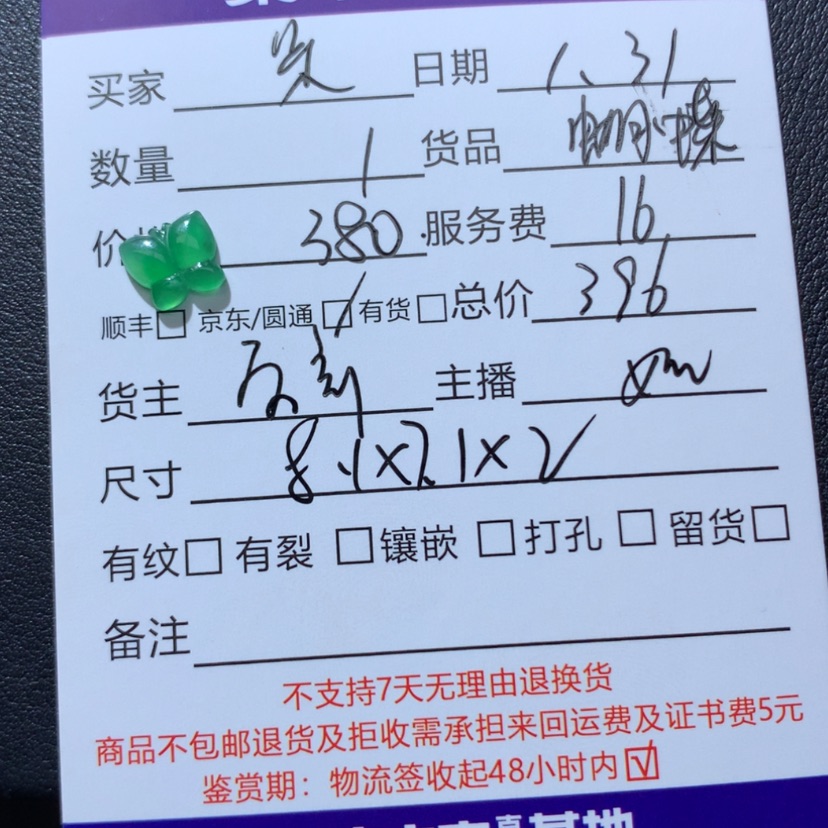 买家 吴 日期 1、31
数量 1 货品 蝴蝶
价 380 服务费 16
顺丰□ 京东/圆通☑ 有货□ 总价 396
货主 主播
尺寸 8.1×7.1×2
有纹□ 有裂 □镶嵌 □打孔 □ 留货□
备注
不支持7天无理由退换货
商品不包邮退货及拒收需承担来回运费及证书费5元
鉴赏期：物流签收起48小时内☑
基地